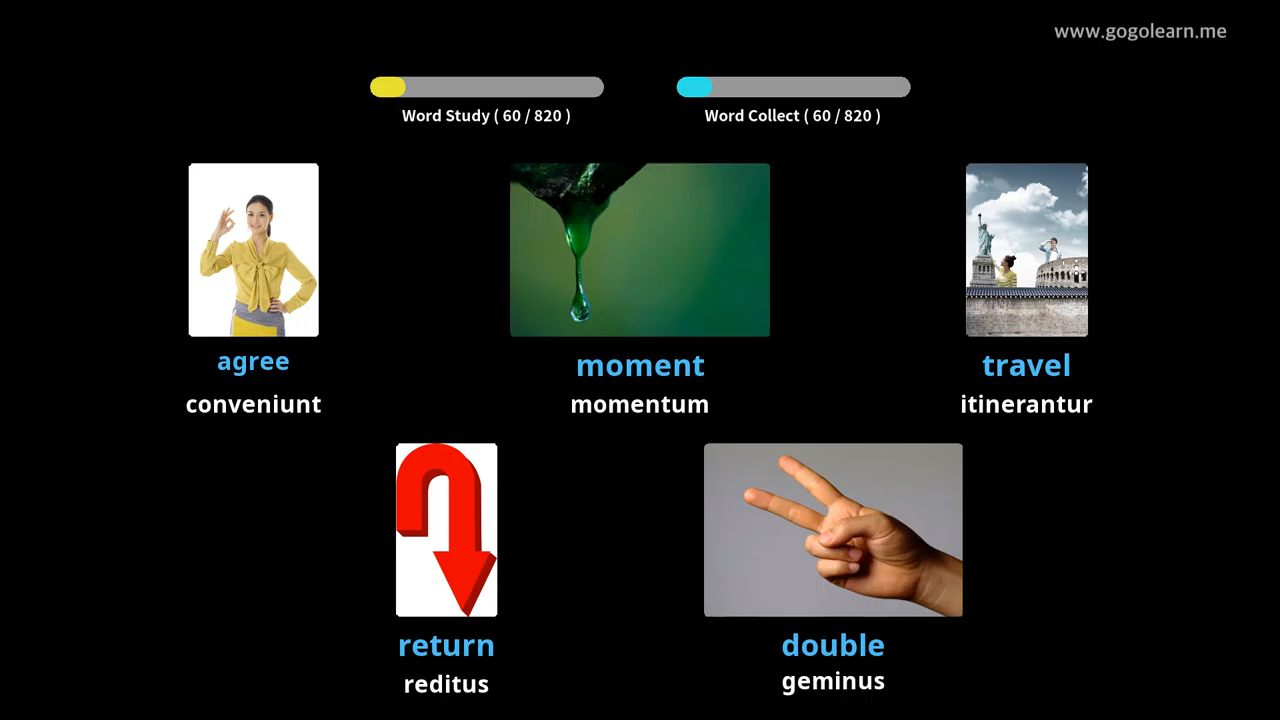 www.gogolearn.me
Word Study ( 60 / 820 )
Word Collect ( 60 / 820 )
agree
conveniunt
moment
momentum
travel
itinerantur
return
reditus
double
geminus